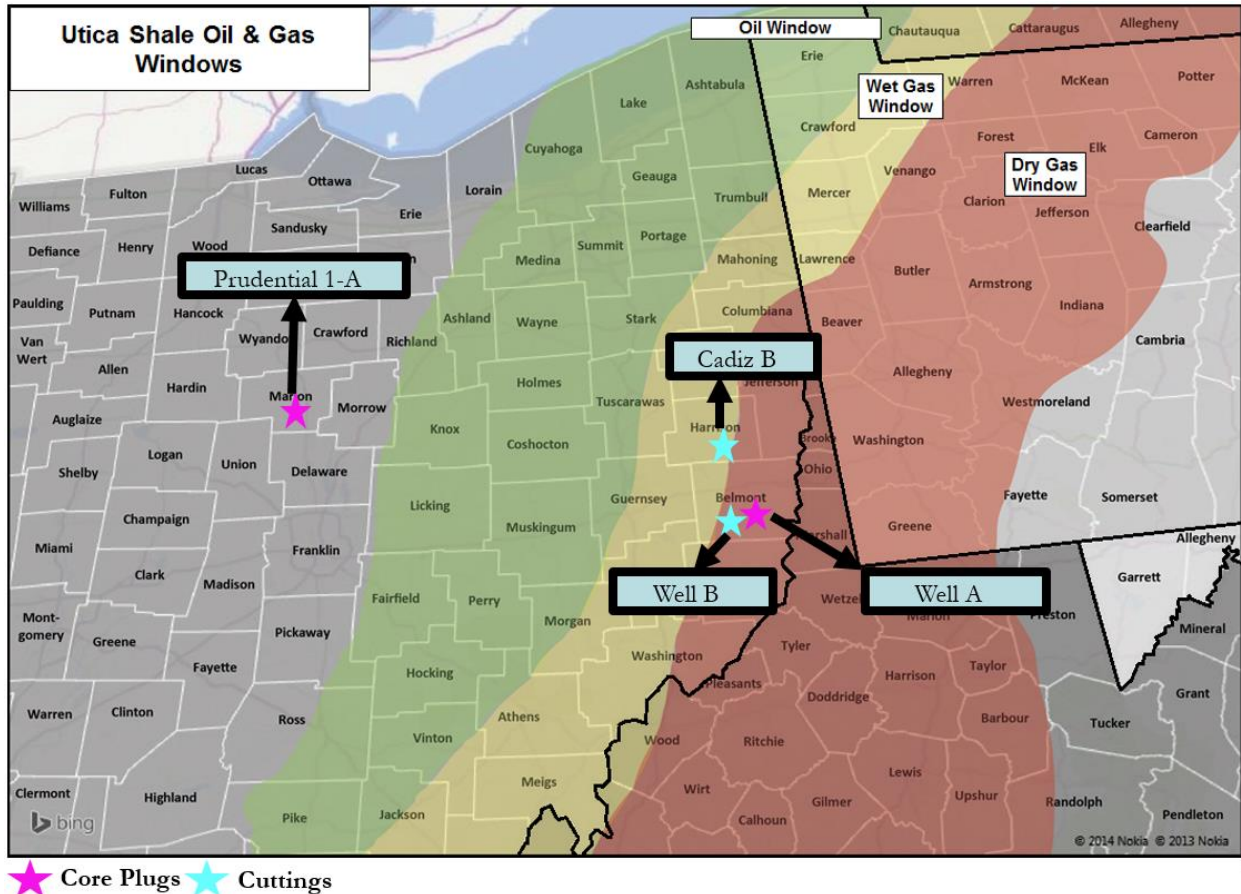 Utica Shale Oil & Gas
Windows
Oil Window
Chautauqua
Cattaraugus
Allegheny
Erie
Wet Gas
Window
Warren
McKean
Potter
Ashtabula
Lake
Crawford
Forest
Elk
Cameron
Cuyahoga
Geauga
Venango
Dry Gas
Window
Lucas
Ottawa
Fulton
Williams
Lorain
Erie
Trumbull
Mercer
Clarion
Jefferson
Clearfield
Sandusky
Wood
Henry
Defiance
Portage
Summit
Medina
Mahoning
Lawrence
Butler
Armstrong
Indiana
Prudential 1-A
Paulding
Putnam
Hancock
Van
Wert
Allen
Crawford
Richland
Ashland
Wayne
Stark
Columbiana
Beaver
Cambria
Cadiz B
Hardin
Marion
Morrow
Holmes
Tuscarawas
Jefferson
Allegheny
Westmoreland
Auglaize
Knox
Coshocton
Washington
Logan
Union
Delaware
Shelby
Ohio
Licking
Guernsey
Belmont
Fayette
Somerset
Champaign
Muskingum
Greene
Miami
Franklin
Allegheny
Clark
Madison
Well B
Well A
Garrett
Fairfield
Perry
Morgan
Preston
Mineral
Mont-
gomery
Greene
Pickaway
Fayette
Hocking
Washington
Tyler
Pleasants
Doddridge
Harrison
Taylor
Barbour
Grant
Tucker
Warren
Clinton
Ross
Vinton
Athens
Wood
Ritchie
Meigs
Wirt
Lewis
Gilmer
Upshur
Randolph
Calhoun
Pendleton
Clermont
Highland
Pike
Jackson
bing
© 2014 Nokia © 2013 Nokia
Core Plugs
Cuttings